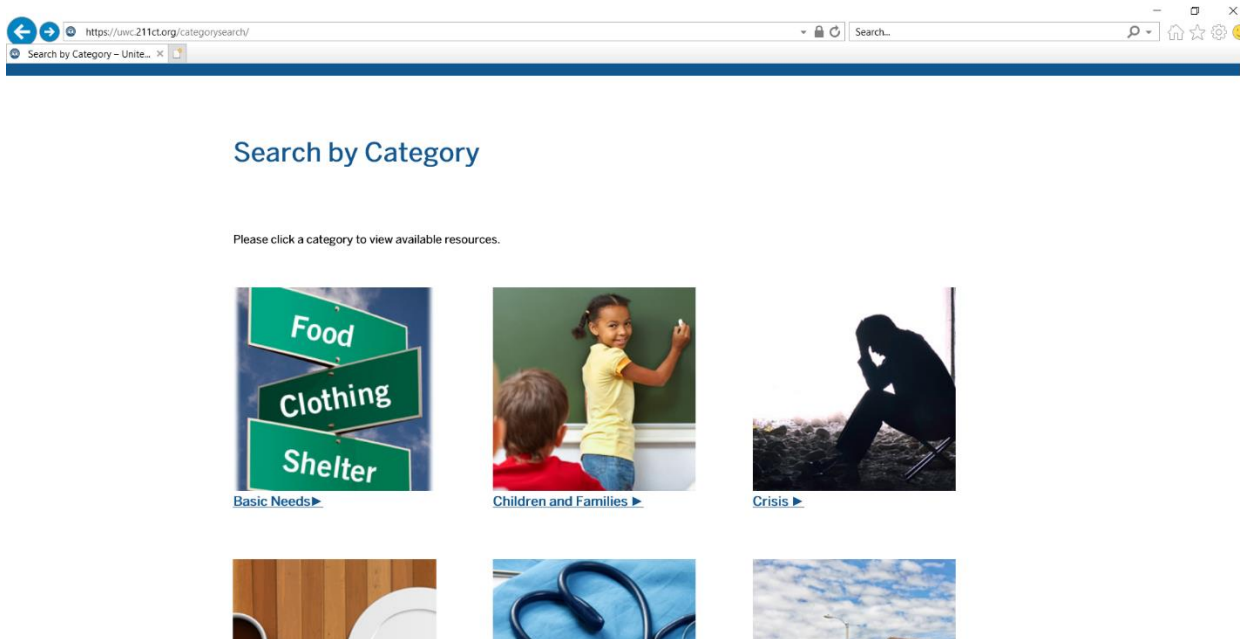 https://uwc.211ct.org/categorysearch/
Search...
Search by Category – Unite...
Search by Category
Please click a category to view available resources.
Food
Clothing
Shelter
Basic Needs►
Children and Families ►
Crisis ►